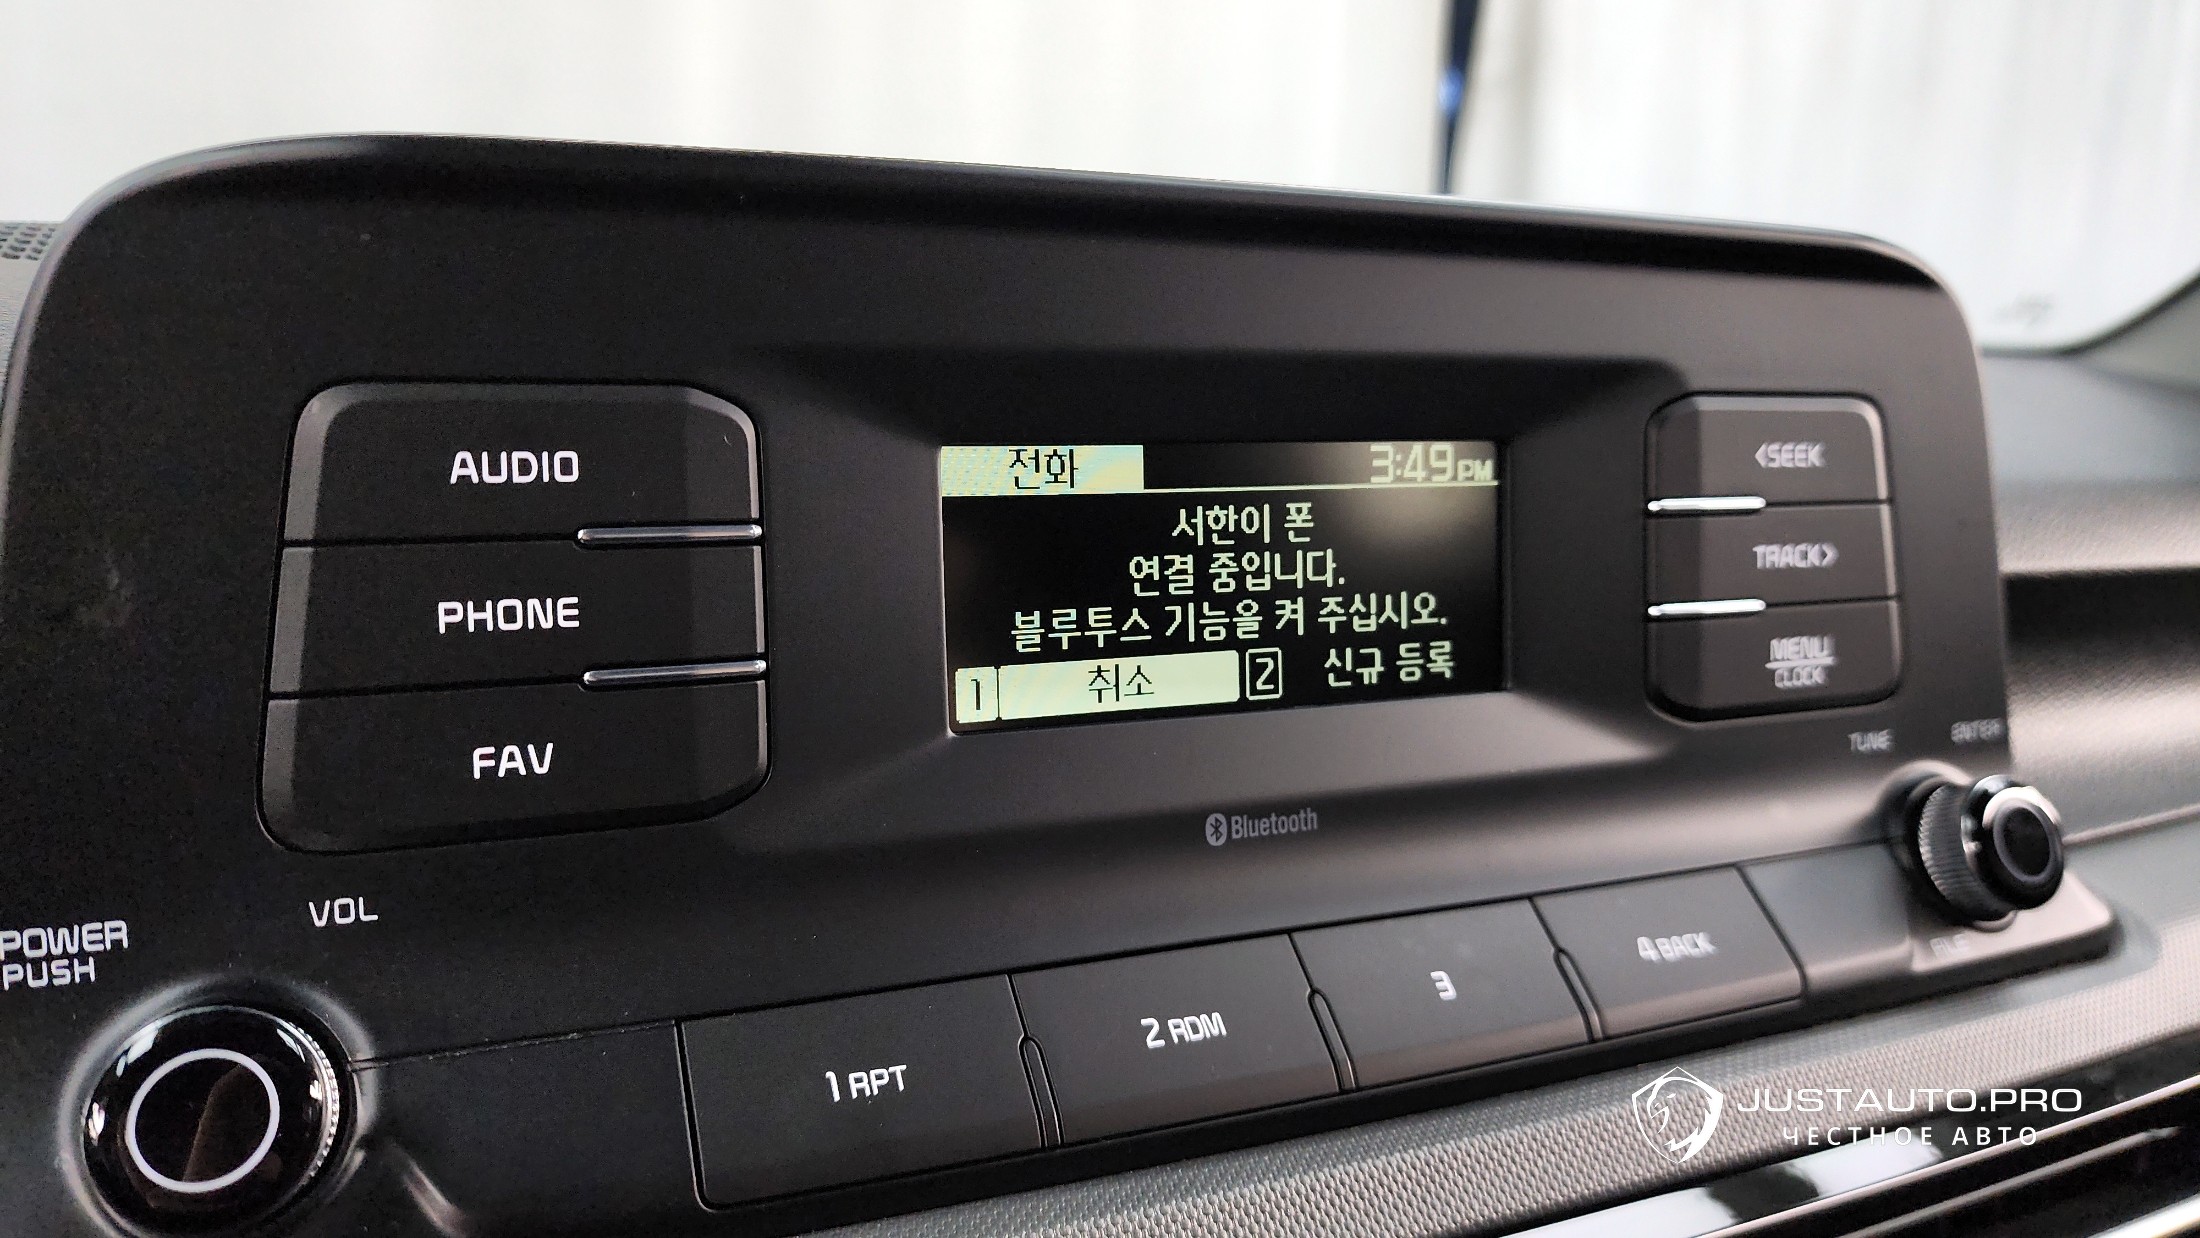 AUDIO
PHONE
FAV
VOL
POWER
PUSH
전화 3:49PM
서한이 폰
연결 중입니다.
블루투스 기능을 켜 주십시오.
1 취소 2 신규 등록
Bluetooth
<SEEK
TRACK>
MENU
CLOCK
TUNE ENTER
FILE
1 RPT 2 RDM 3 4 BACK
JUSTAUTO.PRO
ЧЕСТНОЕ АВТО